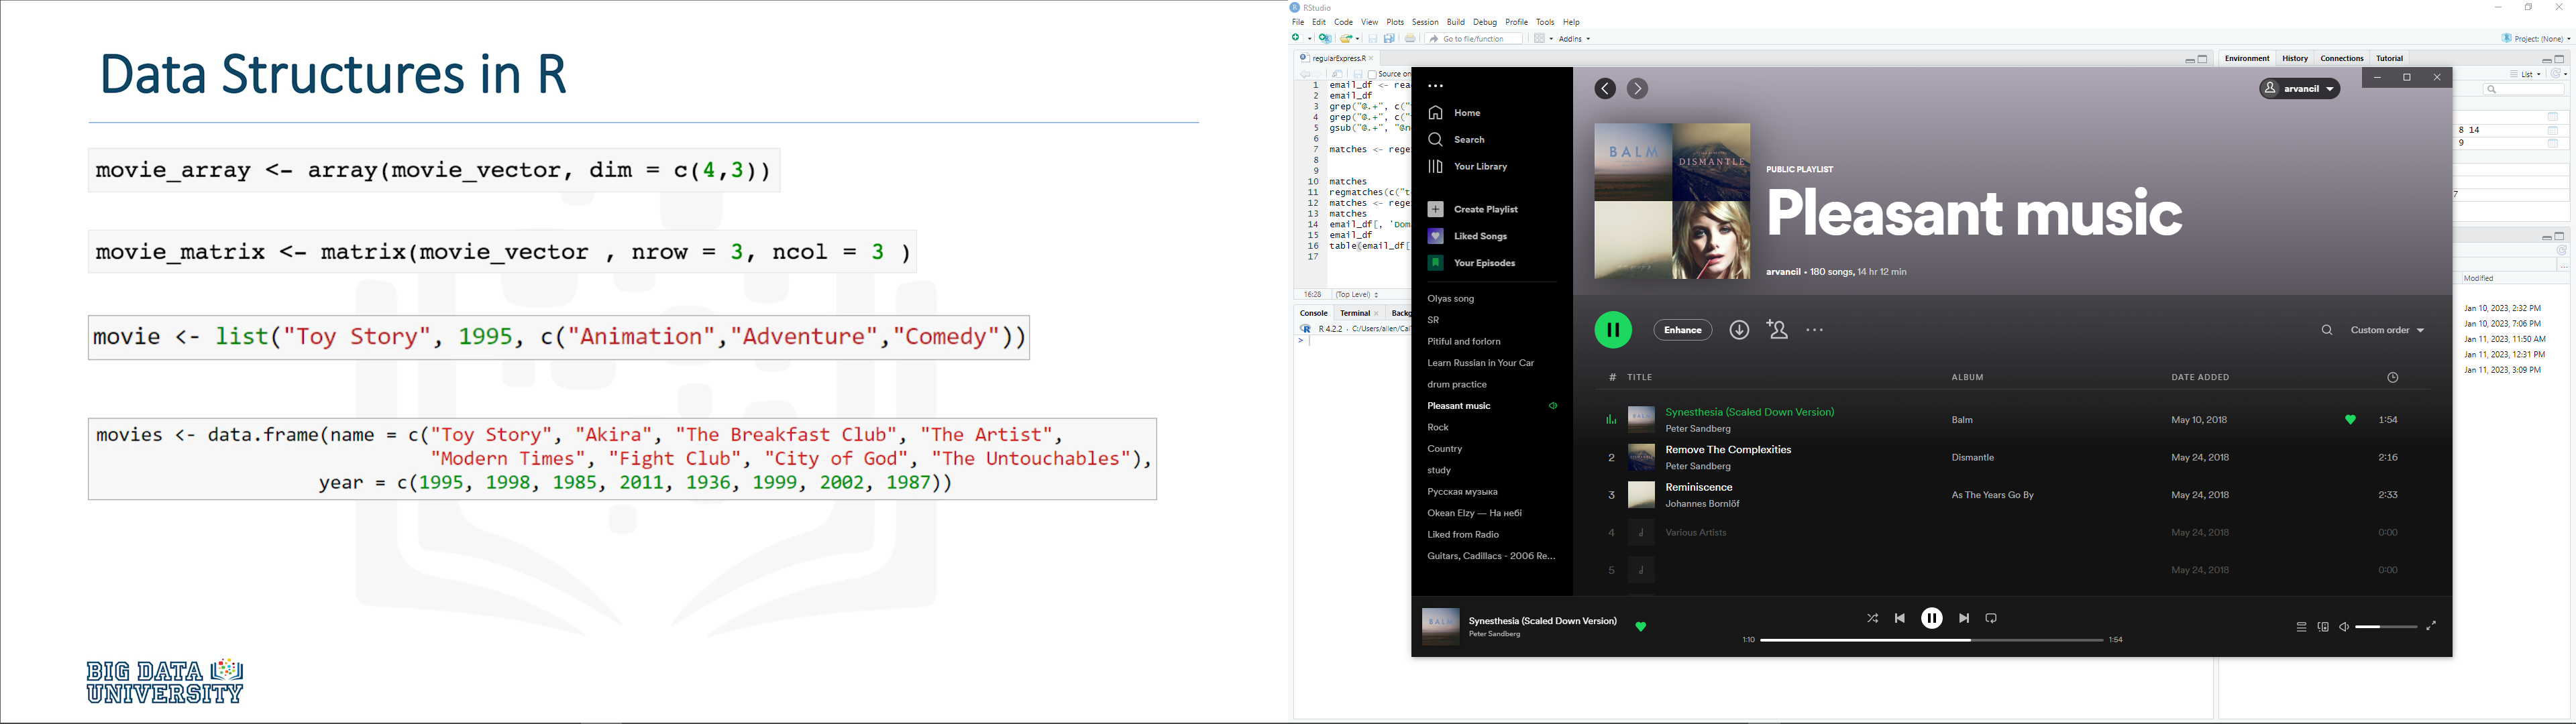 Data Structures in R
movie_array <- array(movie_vector, dim = c(4,3))
movie_matrix <- matrix(movie_vector , nrow = 3, ncol = 3 )
movie <- list("Toy Story", 1995, c("Animation","Adventure","Comedy"))
movies <- data.frame(name = c("Toy Story", "Akira", "The Breakfast Club", "The Artist",
"Modern Times", "Fight Club", "City of God", "The Untouchables"),
year = c(1995, 1998, 1985, 2011, 1936, 1999, 2002, 1987))
BIG DATA
UNIVERSITY
RStudio
File Edit Code View Plots Session Build Debug Profile Tools Help
Go to file/function Addins
Project: (None)
regularExpress.R
Source on
1 email_df <- rea
2 email_df
3 grep("@.+", c("
4 grep("@.+", c("
5 gsub("@.+", "@n
6
7 matches <- rege
8
9
10 matches
11 regmatches(c("t
12 matches <- rege
13 matches
14 email_df[, 'Dom
15 email_df
16 table(email_df[
17
16:28 (Top Level)
Console Terminal Backg
R 4.2.2 · C:/Users/allen/Cal
>
Environment History Connections Tutorial
List
8 14
9
7
Modified
Jan 10, 2023, 2:32 PM
Jan 10, 2023, 7:06 PM
Jan 11, 2023, 11:50 AM
Jan 11, 2023, 12:31 PM
Jan 11, 2023, 3:09 PM
Home
Search
Your Library
Create Playlist
Liked Songs
Your Episodes
Olyas song
SR
Pitiful and forlorn
Learn Russian in Your Car
drum practice
Pleasant music
Rock
Country
study
Русская музыка
Okean Elzy — На небі
Liked from Radio
Guitars, Cadillacs - 2006 Re...
arvancil
BALM
DISMANTLE
PUBLIC PLAYLIST
Pleasant music
arvancil • 180 songs, 14 hr 12 min
Enhance
Custom order
# TITLE ALBUM DATE ADDED
Synesthesia (Scaled Down Version)
Peter Sandberg
Balm May 10, 2018 1:54
2 Remove The Complexities
Peter Sandberg
Dismantle May 24, 2018 2:16
3 Reminiscence
Johannes Bornlöf
As The Years Go By May 24, 2018 2:33
4 Various Artists May 24, 2018 0:00
5 May 24, 2018 0:00
BALM
Synesthesia (Scaled Down Version)
Peter Sandberg
1:10 1:54